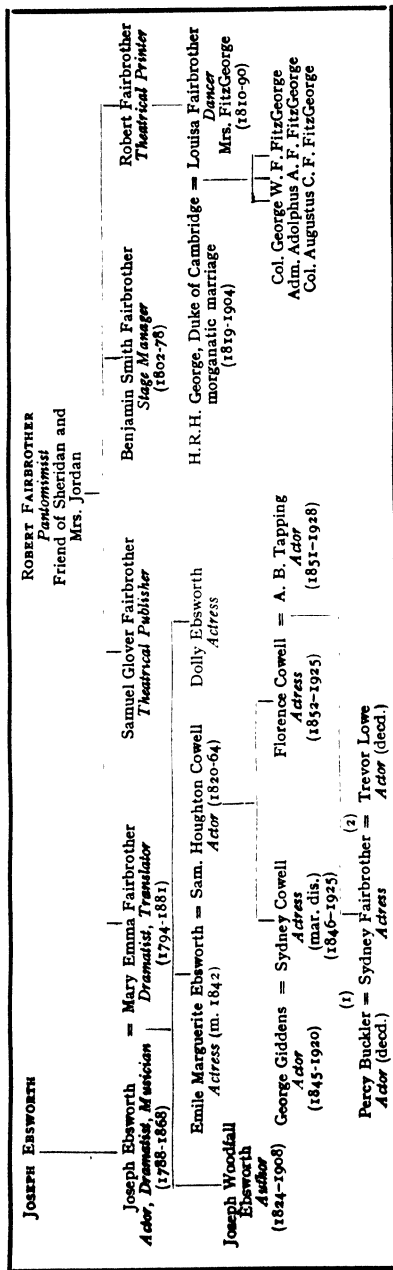 JOSEPH EBSWORTH
ROBERT FAIRBROTHER
Pantomimist
Friend of Sheridan and
Mrs. Jordan
Joseph Ebsworth = Mary Emma Fairbrother
Actor, Dramatist, Musician
(1788-1868)
Dramatist, Translator
(1794-1881)
Samuel Glover Fairbrother
Theatrical Publisher
Benjamin Smith Fairbrother
Stage Manager
(1802-78)
Robert Fairbrother
Theatrical Printer
Joseph Woodfall
Ebsworth
Author
(1824-1908)
Emile Marguerite Ebsworth = Sam. Houghton Cowell
Actress (m. 1842)
Actor (1820-64)
Dolly Ebsworth
Actress
H.R.H. George, Duke of Cambridge = Louisa Fairbrother
morganatic marriage
(1819-1904)
Dancer
Mrs. FitzGeorge
(1810-90)
George Giddens = Sydney Cowell
Actor
(1845-1920)
Actress
(mar. dis.)
(1846-1925)
Florence Cowell = A. B. Tapping
Actress
(1852-1925)
Actor
(1851-1928)
Col. George W. F. FitzGeorge
Adm. Adolphus A. F. FitzGeorge
Col. Augustus C. F. FitzGeorge
(1) (2)
Percy Buckler = Sydney Fairbrother = Trevor Lowe
Actor (decd.)
Actress
Actor (decd.)